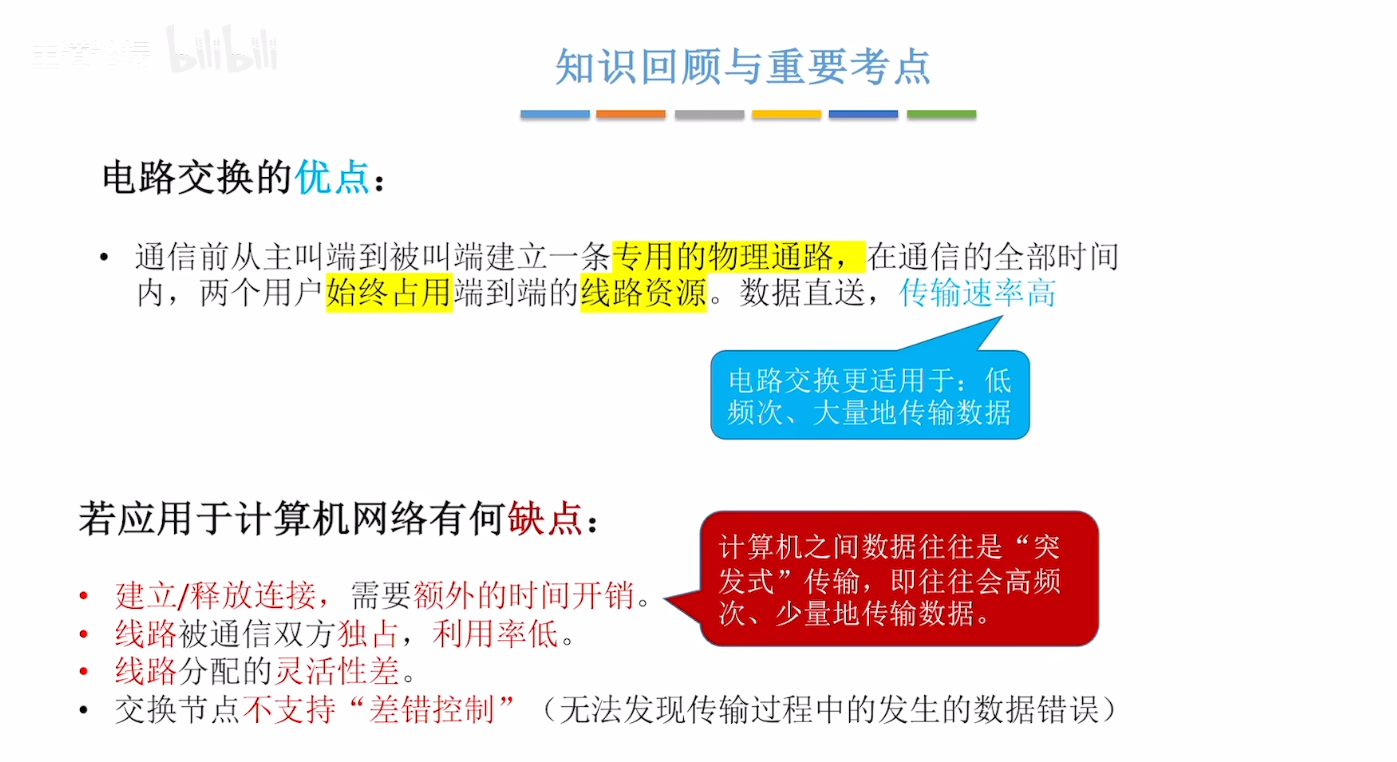 bilibili
知识回顾与重要考点
电路交换的优点：
• 通信前从主叫端到被叫端建立一条专用的物理通路，在通信的全部时间
内，两个用户始终占用端到端的线路资源。数据直送，传输速率高
电路交换更适用于：低
频次、大量地传输数据
若应用于计算机网络有何缺点：
计算机之间数据往往是“突
发式”传输，即往往会高频
次、少量地传输数据。
• 建立/释放连接，需要额外的时间开销。
• 线路被通信双方独占，利用率低。
• 线路分配的灵活性差。
• 交换节点不支持“差错控制”（无法发现传输过程中的发生的数据错误）